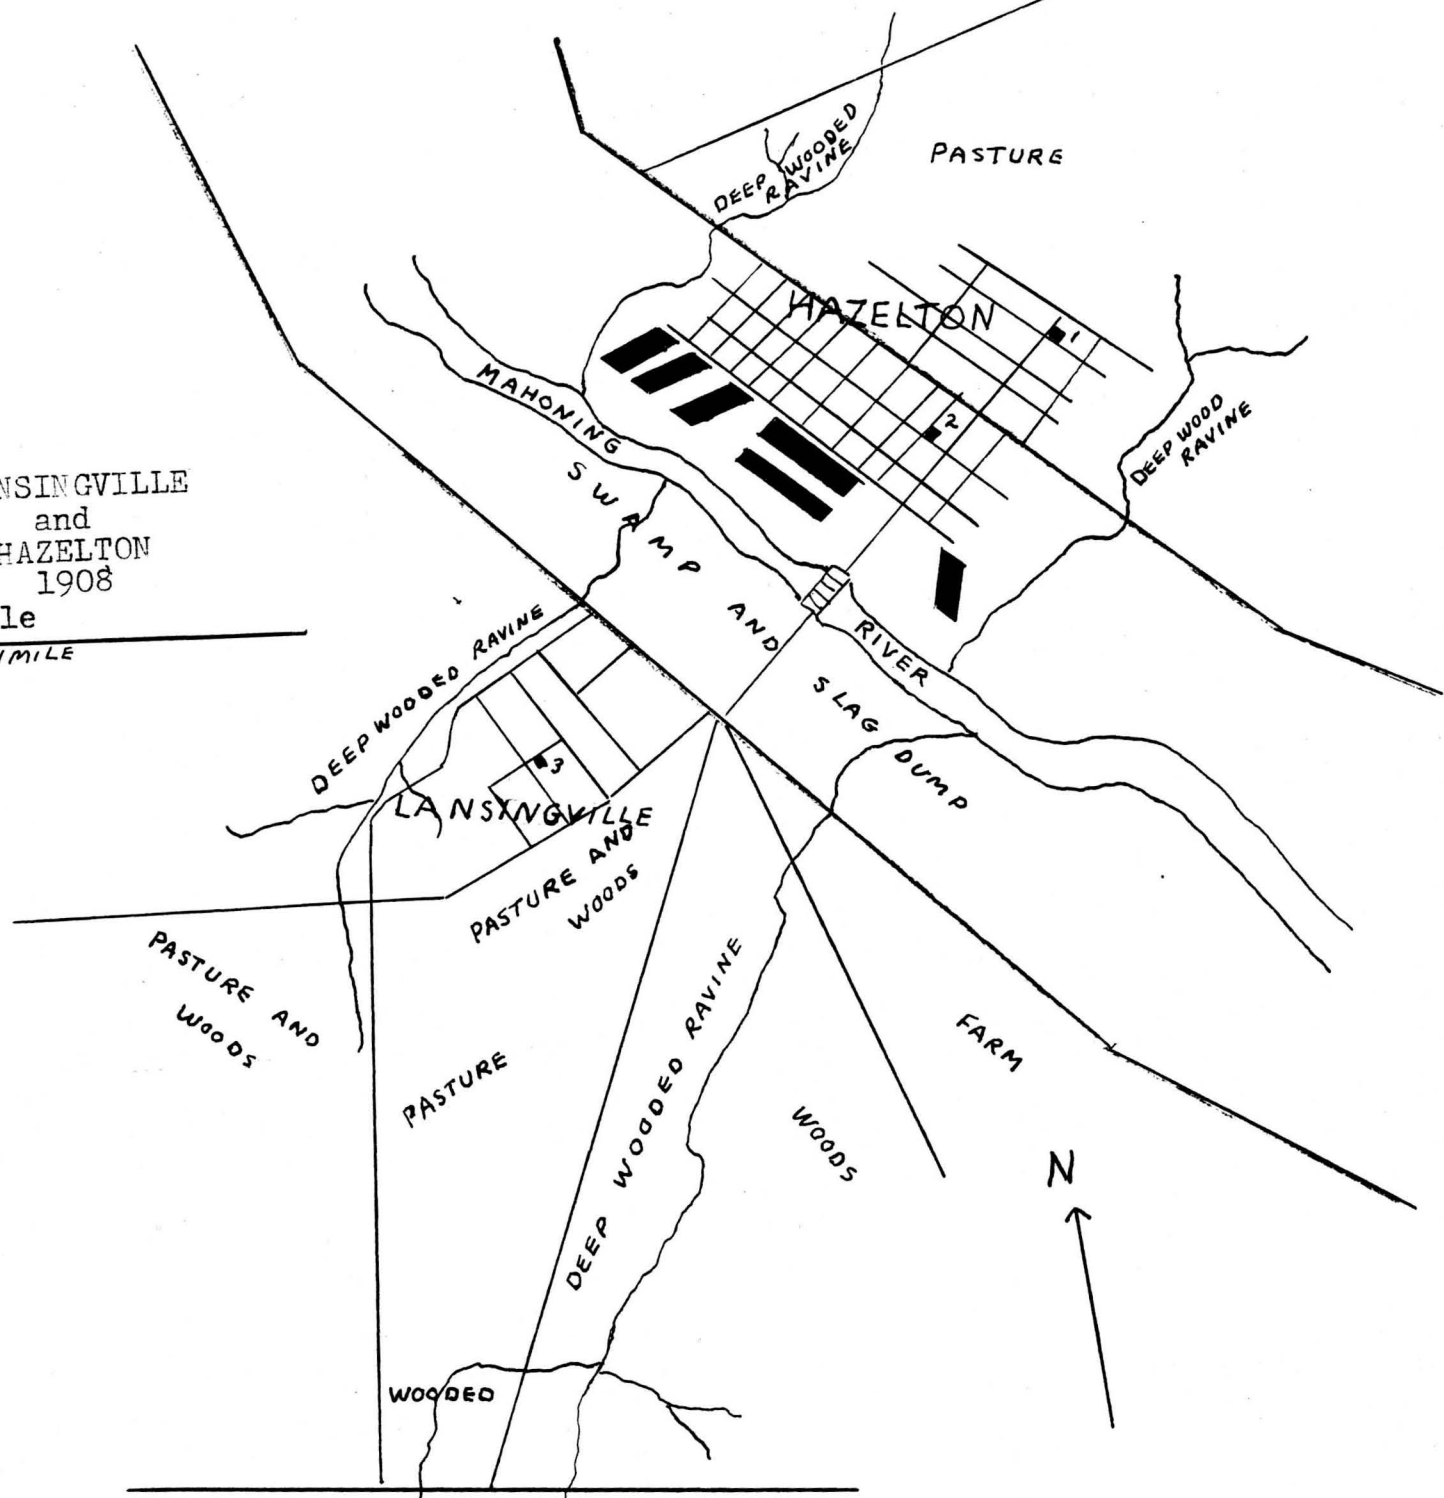 NSINGVILLE
and
HAZELTON
1908
le
1 MILE
DEEP WOODED
RAVINE
PASTURE
HAZELTON
1
2
DEEP WOOD
RAVINE
MAHONING
RIVER
SWAMP AND
SLAG DUMP
DEEP WOODED RAVINE
3
LANSINGVILLE
PASTURE AND
WOODS
PASTURE AND
WOODS
PASTURE
DEEP WOODED RAVINE
WOODS
FARM
N
WOODED